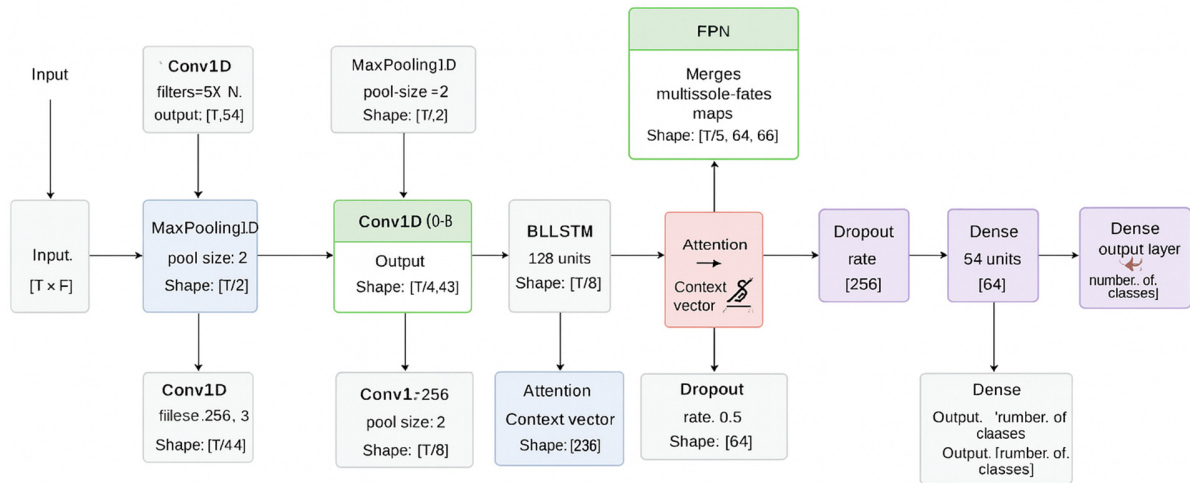 Input
Conv1D
filters=5X N.
output: [T,54]
MaxPooling1.D
pool-size =2
Shape: [T/,2]
FPN
Merges
multissole-fates
maps
Shape: [T/5, 64, 66]
Input.
[T × F]
MaxPooling1.D
pool size: 2
Shape: [T/2]
Conv1D (0-B
Output
Shape: [T/4,43]
BLLSTM
128 units
Shape: [T/8]
Attention
→
Context
vector
Dropout
rate
[256]
Dense
54 units
[64]
Dense
output layer
number.. of.
classes]
Conv1D
fiilese.256, 3
Shape: [T/44]
Conv1:-256
pool size: 2
Shape: [T/8]
Attention
Context vector
Shape: [236]
Dropout
rate. 0.5
Shape: [64]
Dense
Output. 'rumber. of
claases
Output. [rumber. of.
classes]